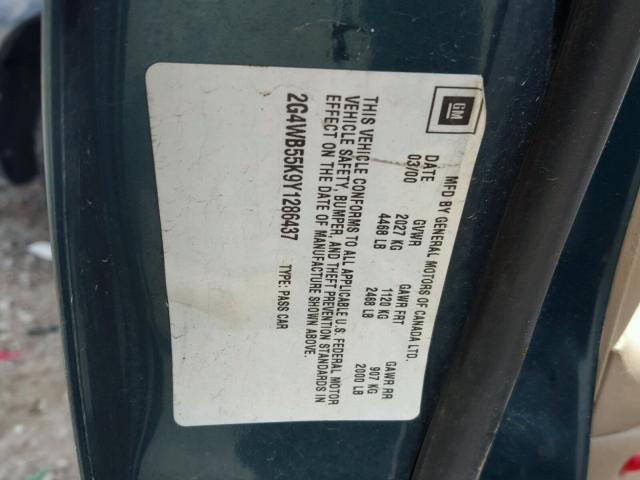 GM
MFD BY GENERAL MOTORS OF CANADA LTD.
DATE GVWR GAWR FRT GAWR RR
03/00 2027 KG 1120 KG 907 KG
4468 LB 2468 LB 2000 LB
THIS VEHICLE CONFORMS TO ALL APPLICABLE U.S. FEDERAL MOTOR
VEHICLE SAFETY, BUMPER, AND THEFT PREVENTION STANDARDS IN
EFFECT ON THE DATE OF MANUFACTURE SHOWN ABOVE.
2G4WB55K9Y1286437 TYPE: PASS CAR